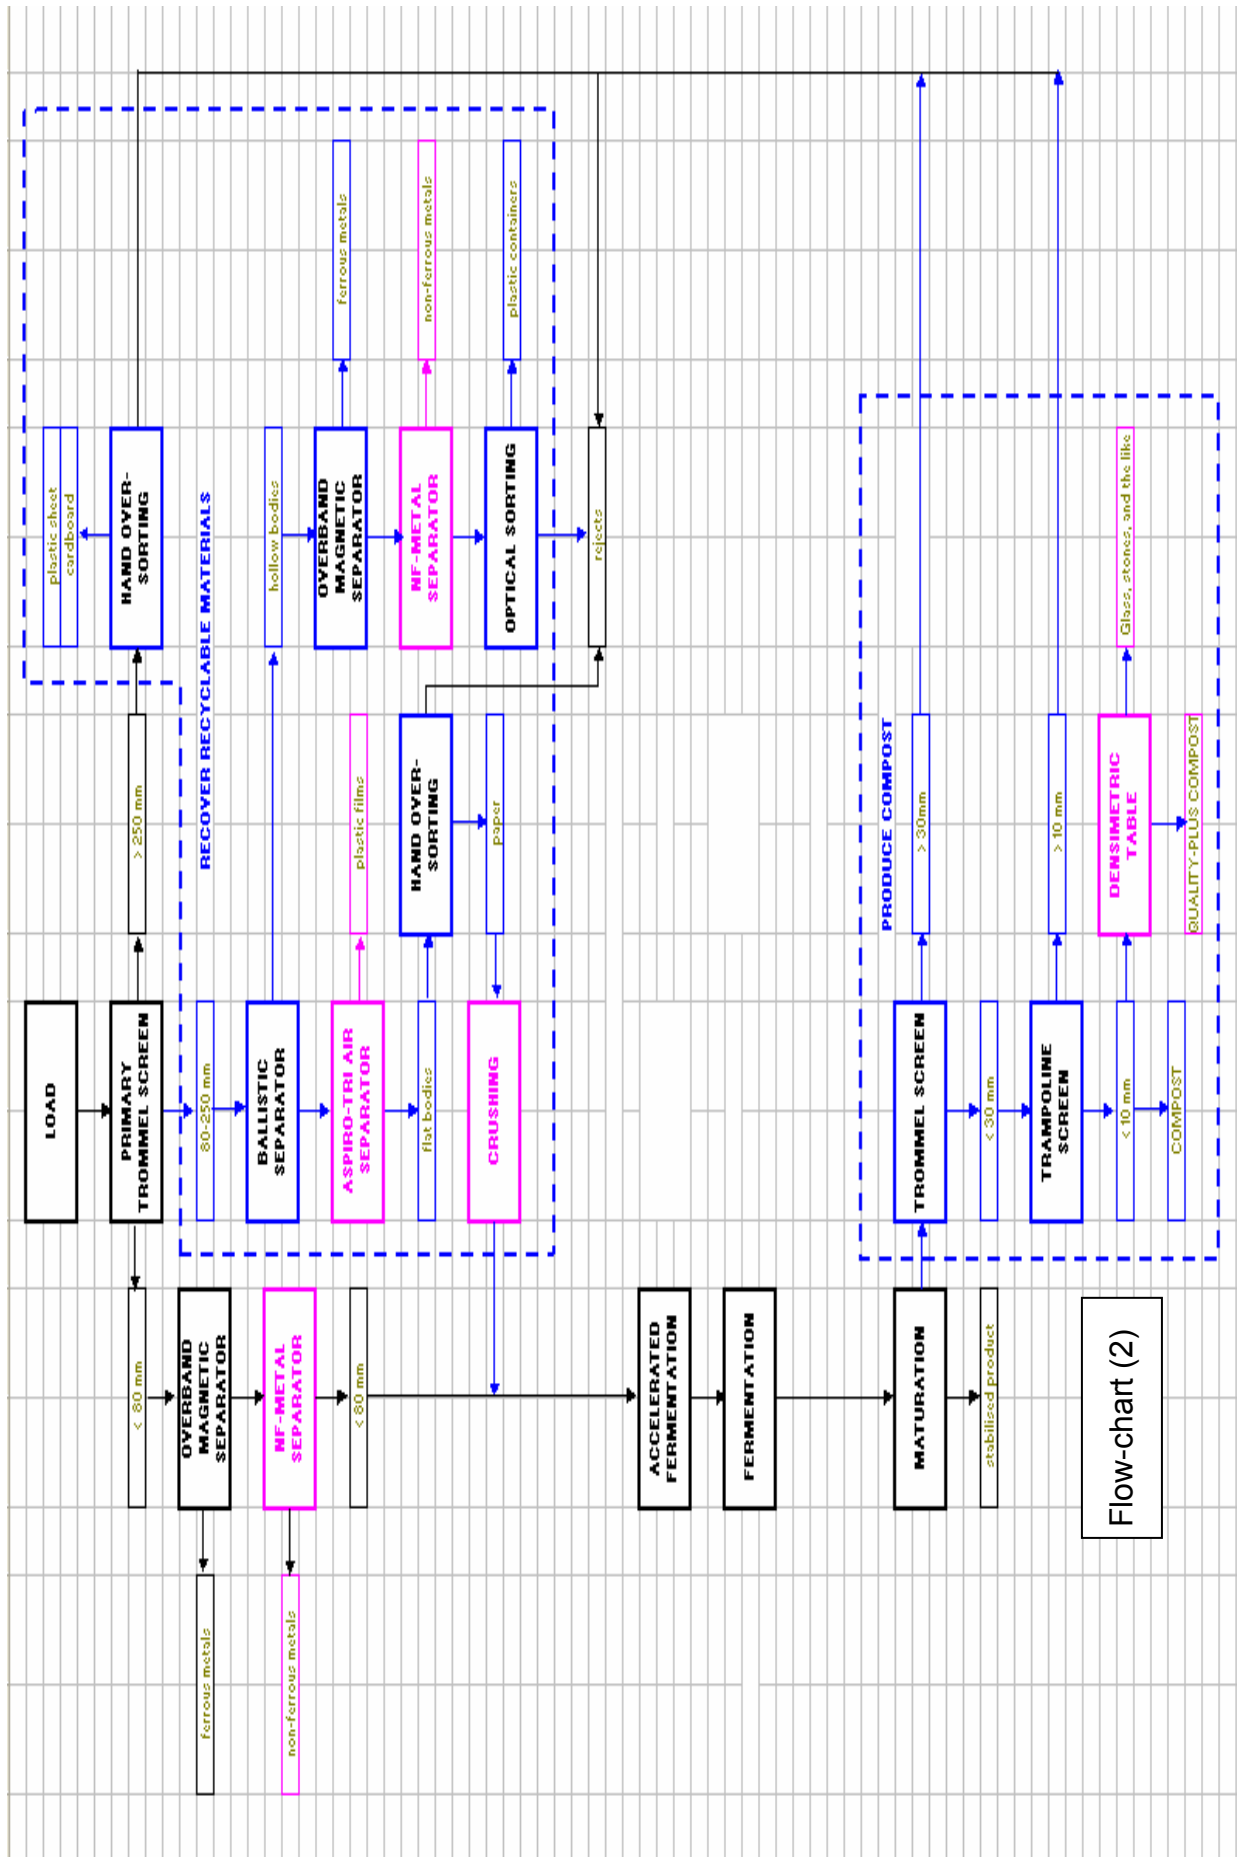 LOAD
PRIMARY
TROMMEL SCREEN
> 250 mm
HAND OVER-
SORTING
plastic sheet
cardboard
< 80 mm
OVERBAND
MAGNETIC
SEPARATOR
ferrous metals
NF-METAL
SEPARATOR
non-ferrous metals
< 80 mm
RECOVER RECYCLABLE MATERIALS
80-250 mm
BALLISTIC
SEPARATOR
hollow bodies
OVERBAND
MAGNETIC
SEPARATOR
ferrous metals
NF-METAL
SEPARATOR
non-ferrous metals
OPTICAL SORTING
plastic containers
rejects
ASPIRO-TRI AIR
SEPARATOR
plastic films
flat bodies
HAND OVER-
SORTING
paper
CRUSHING
ACCELERATED
FERMENTATION
FERMENTATION
MATURATION
stabilised product
PRODUCE COMPOST
TROMMEL SCREEN
> 30mm
< 30 mm
TRAMPOLINE
SCREEN
> 10 mm
< 10 mm
COMPOST
DENSIMETRIC
TABLE
Glass, stones, and the like
QUALITY-PLUS COMPOST
Flow-chart (2)